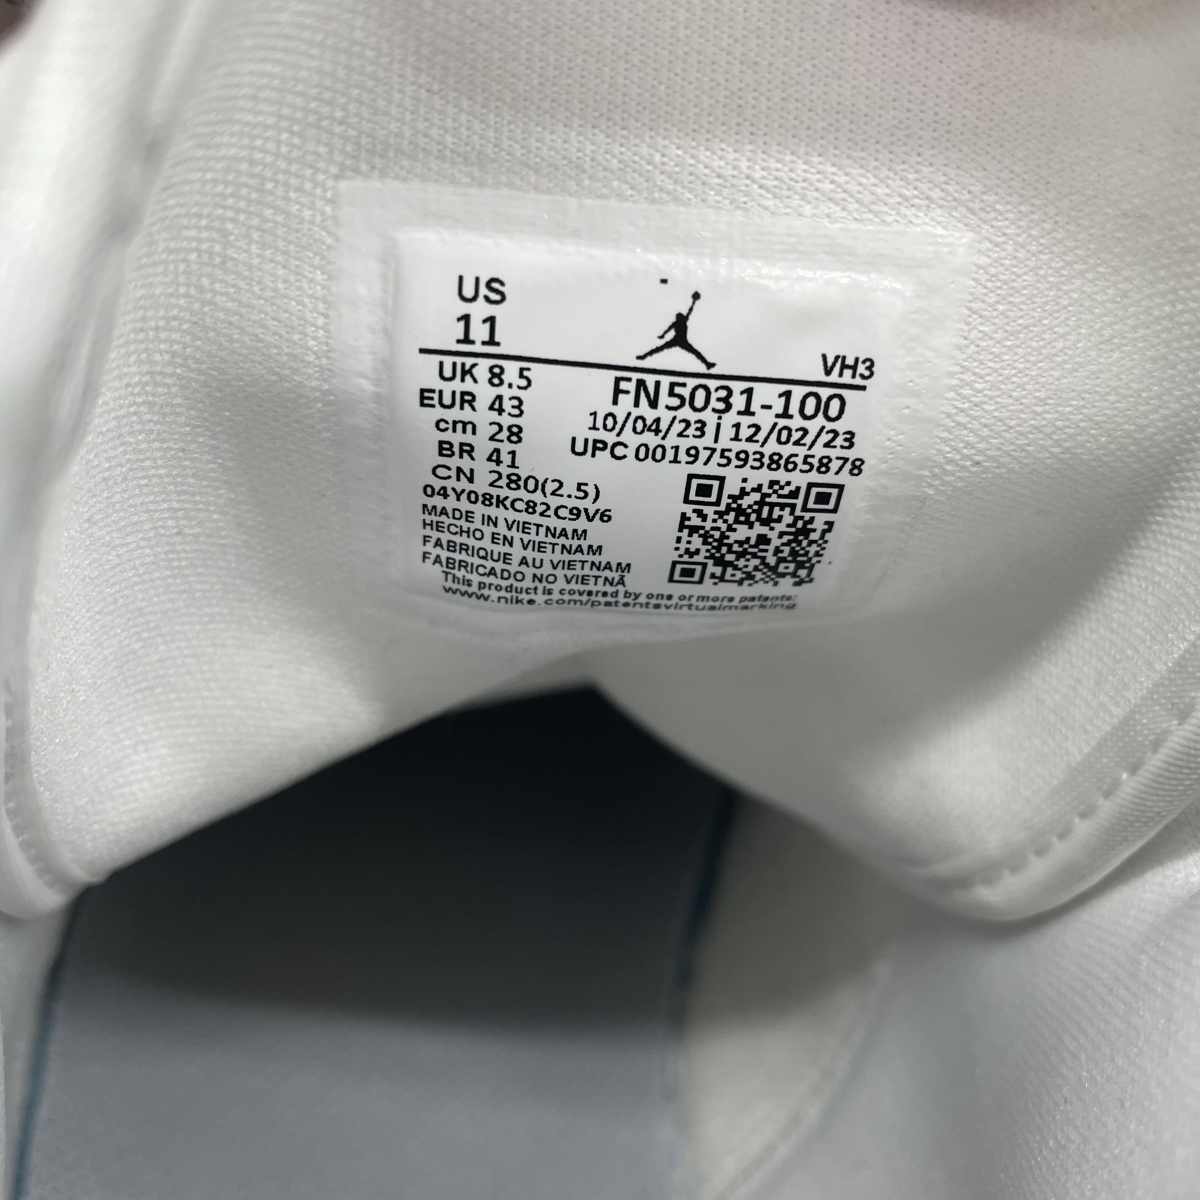 US
11
VH3
UK 8.5
EUR 43
cm 28
BR 41
CN 280(2.5)
FN5031-100
10/04/23 | 12/02/23
UPC 00197593865878
04Y08KC82C9V6
MADE IN VIETNAM
HECHO EN VIETNAM
FABRIQUE AU VIETNAM
FABRICADO NO VIETNÃ
This product is covered by one or more patents:
www.nike.com/patentsvirtualmarking